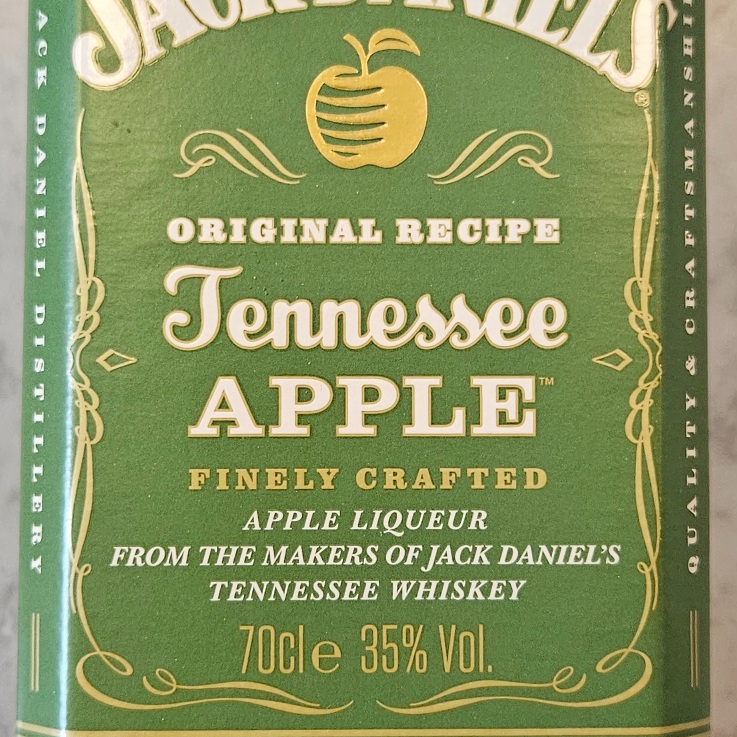 JACK DANIEL'S
ORIGINAL RECIPE
Tennessee
APPLE™
FINELY CRAFTED
APPLE LIQUEUR
FROM THE MAKERS OF JACK DANIEL'S
TENNESSEE WHISKEY
70cl e 35% Vol.
JACK DANIEL DISTILLERY
QUALITY & CRAFTSMANSHIP